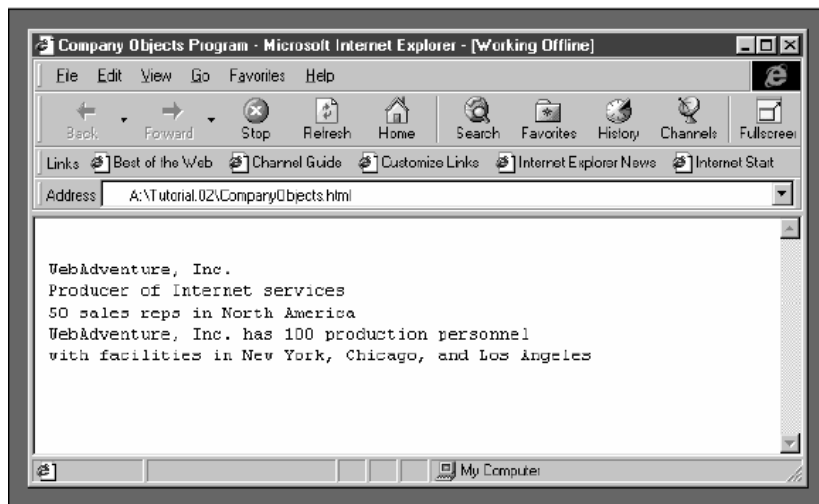 Company Objects Program - Microsoft Internet Explorer - [Working Offline]
File Edit View Go Favorites Help
Back Forward Stop Refresh Home Search Favorites History Channels Fullscreen
Links Best of the Web Channel Guide Customize Links Internet Explorer News Internet Start
Address A:\Tutorial.02\CompanyObjects.html
WebAdventure, Inc.
Producer of Internet services
50 sales reps in North America
WebAdventure, Inc. has 100 production personnel
with facilities in New York, Chicago, and Los Angeles
My Computer